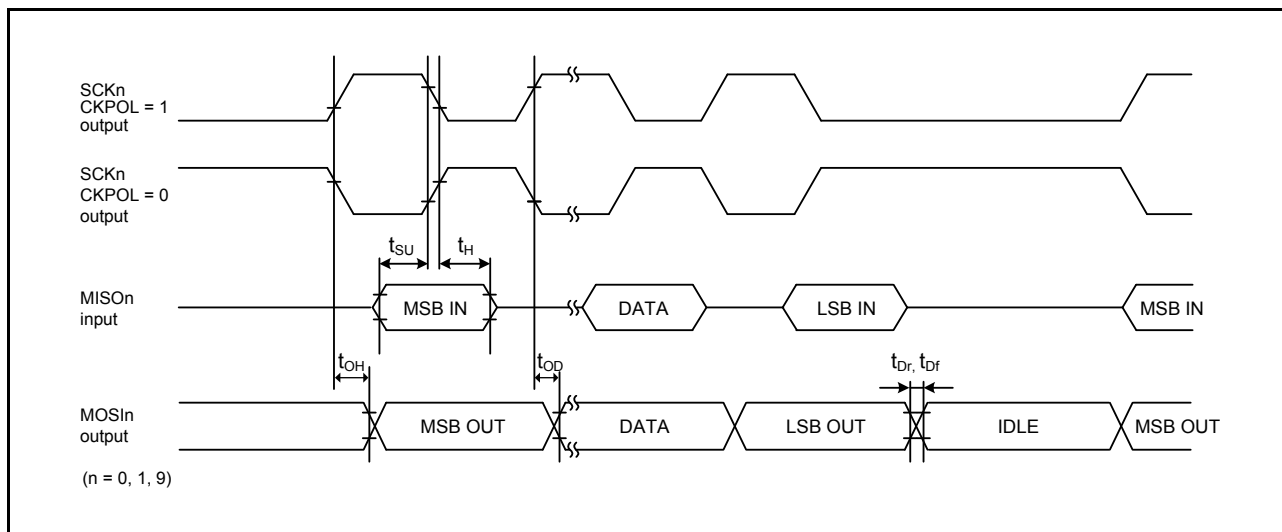 SCKn
CKPOL = 1
output
SCKn
CKPOL = 0
output
tSU
tH
MISOn
input
MSB IN
DATA
LSB IN
MSB IN
tOH
tOD
tDr, tDf
MOSIn
output
MSB OUT
DATA
LSB OUT
IDLE
MSB OUT
(n = 0, 1, 9)